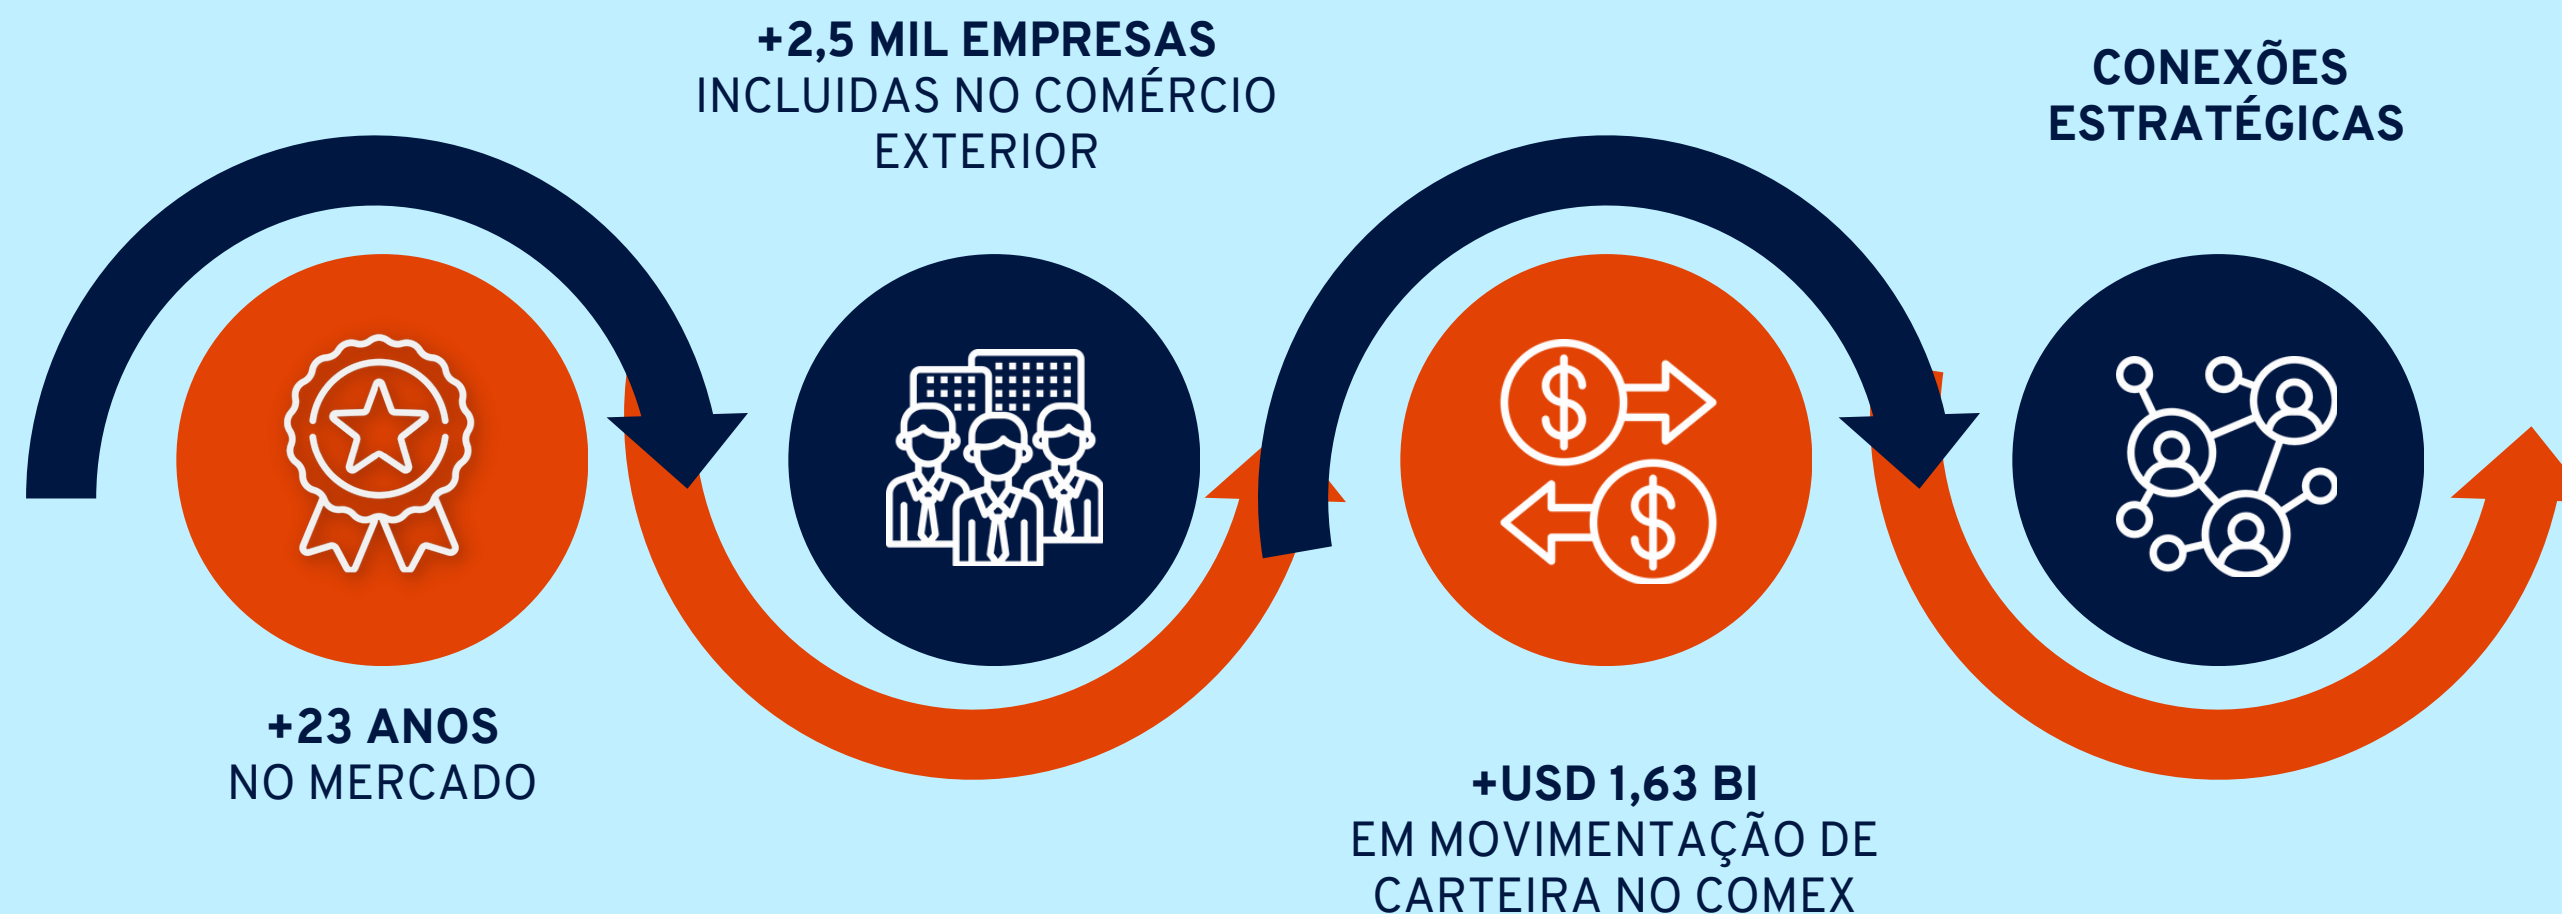 +23 ANOS
NO MERCADO
+2,5 MIL EMPRESAS
INCLUIDAS NO COMÉRCIO
EXTERIOR
+USD 1,63 BI
EM MOVIMENTAÇÃO DE
CARTEIRA NO COMEX
CONEXÕES
ESTRATÉGICAS